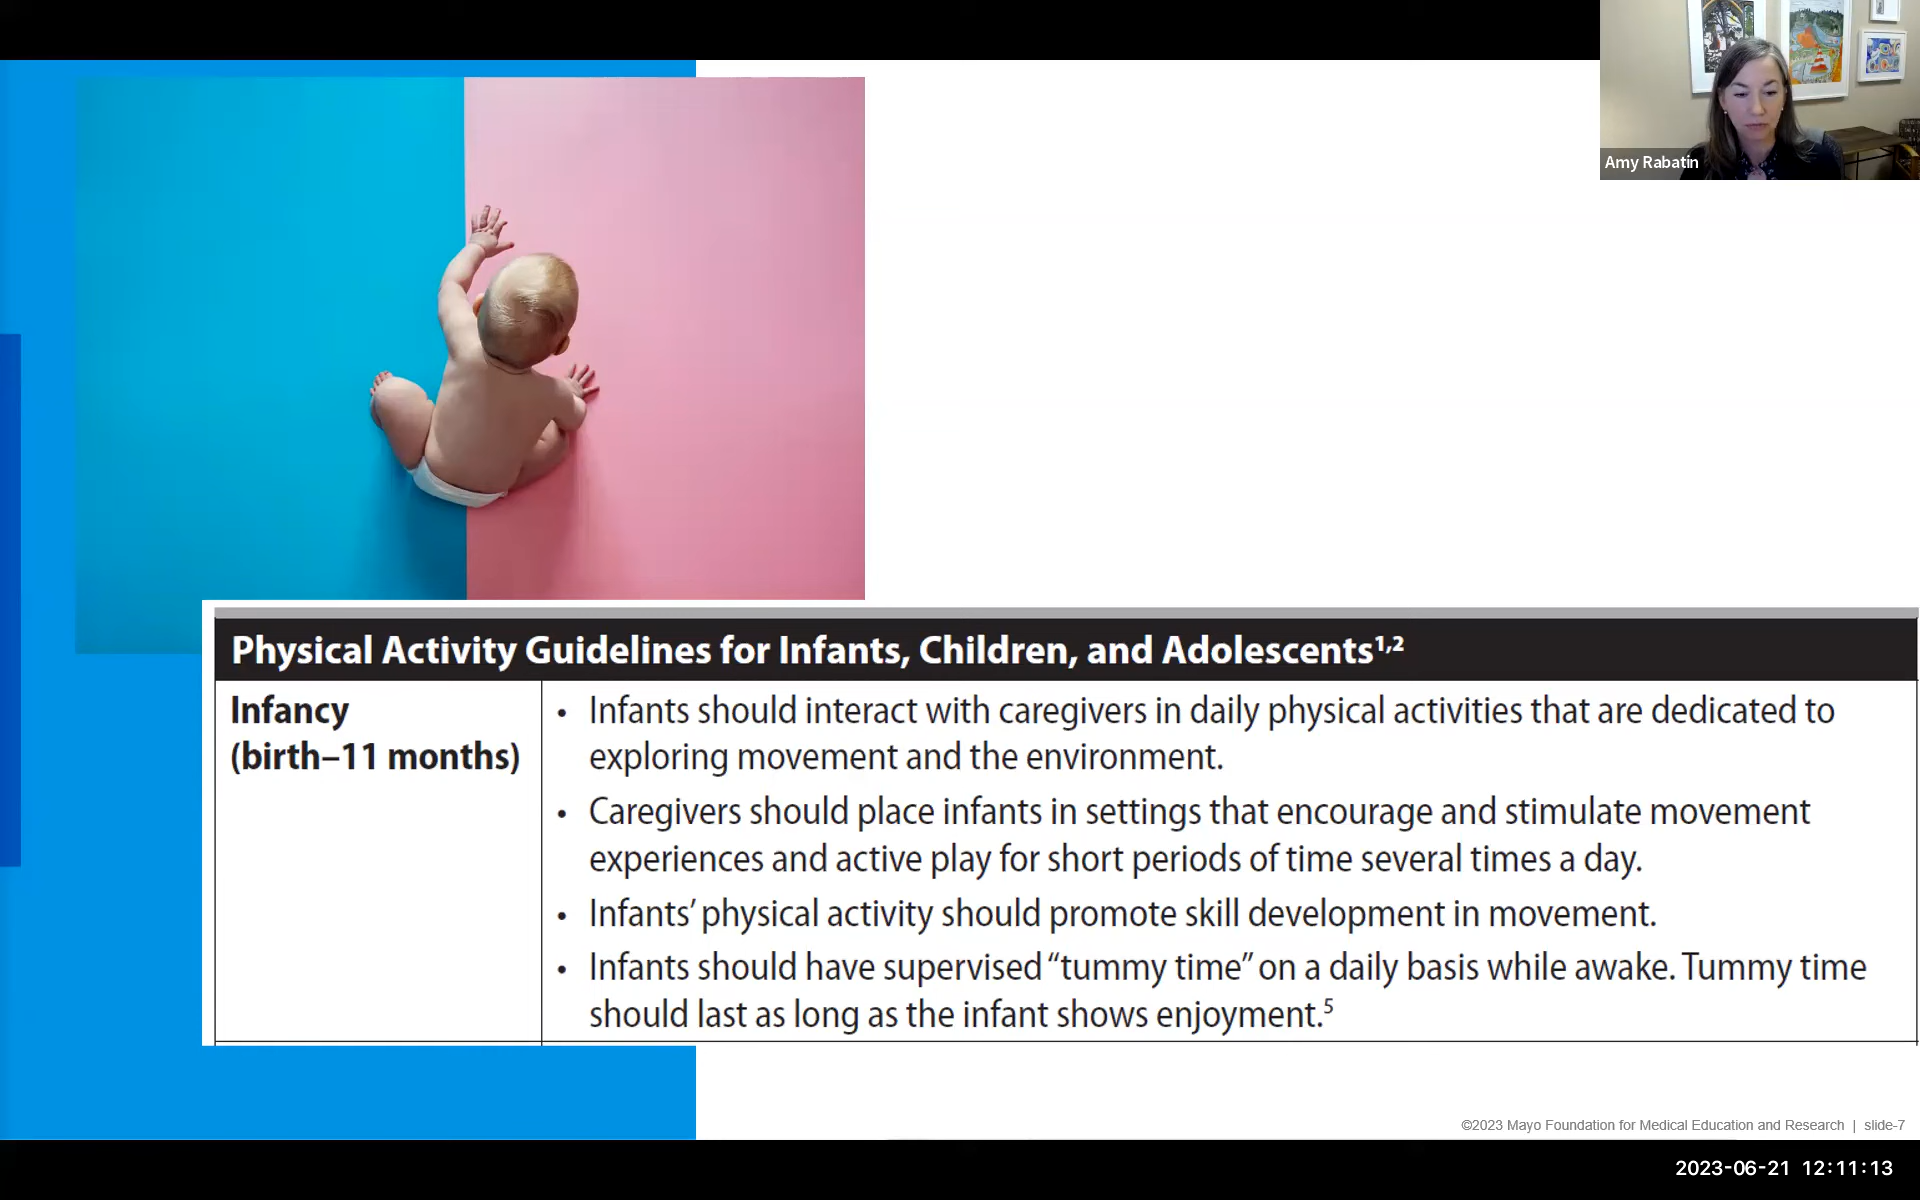 Amy Rabatin
Physical Activity Guidelines for Infants, Children, and Adolescents¹,²
Infancy
(birth–11 months)
• Infants should interact with caregivers in daily physical activities that are dedicated to
exploring movement and the environment.
• Caregivers should place infants in settings that encourage and stimulate movement
experiences and active play for short periods of time several times a day.
• Infants’ physical activity should promote skill development in movement.
• Infants should have supervised “tummy time” on a daily basis while awake. Tummy time
should last as long as the infant shows enjoyment.⁵
©2023 Mayo Foundation for Medical Education and Research | slide-7
2023-06-21 12:11:13